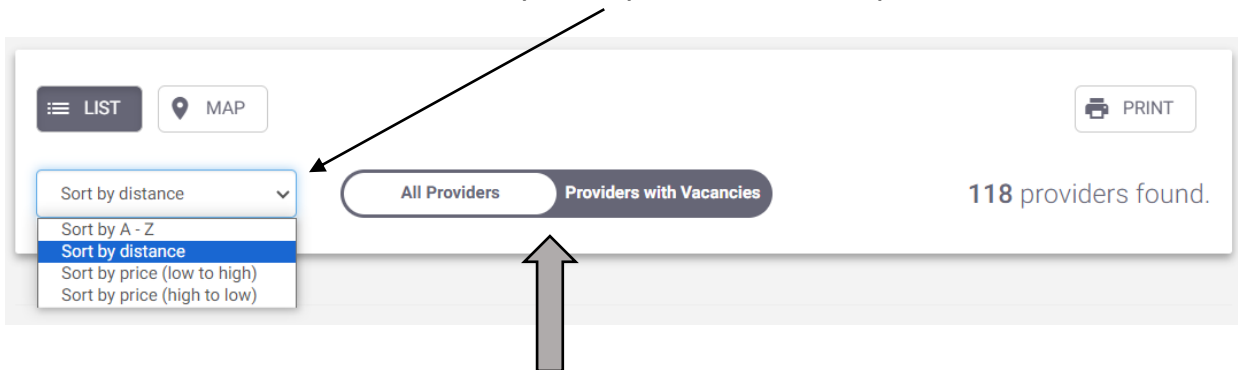 LIST
MAP
PRINT
Sort by distance
All Providers
Providers with Vacancies
118 providers found.
Sort by A - Z
Sort by distance
Sort by price (low to high)
Sort by price (high to low)